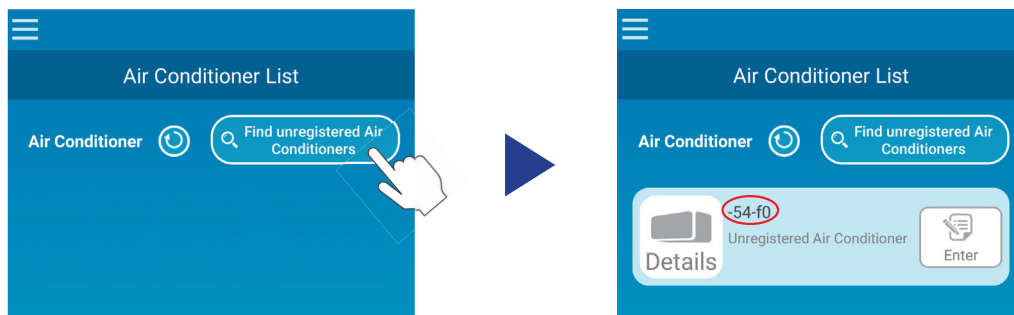 Air Conditioner List
Air Conditioner
Find unregistered Air
Conditioners
Air Conditioner List
Air Conditioner
Find unregistered Air
Conditioners
-54-f0
Unregistered Air Conditioner
Details
Enter